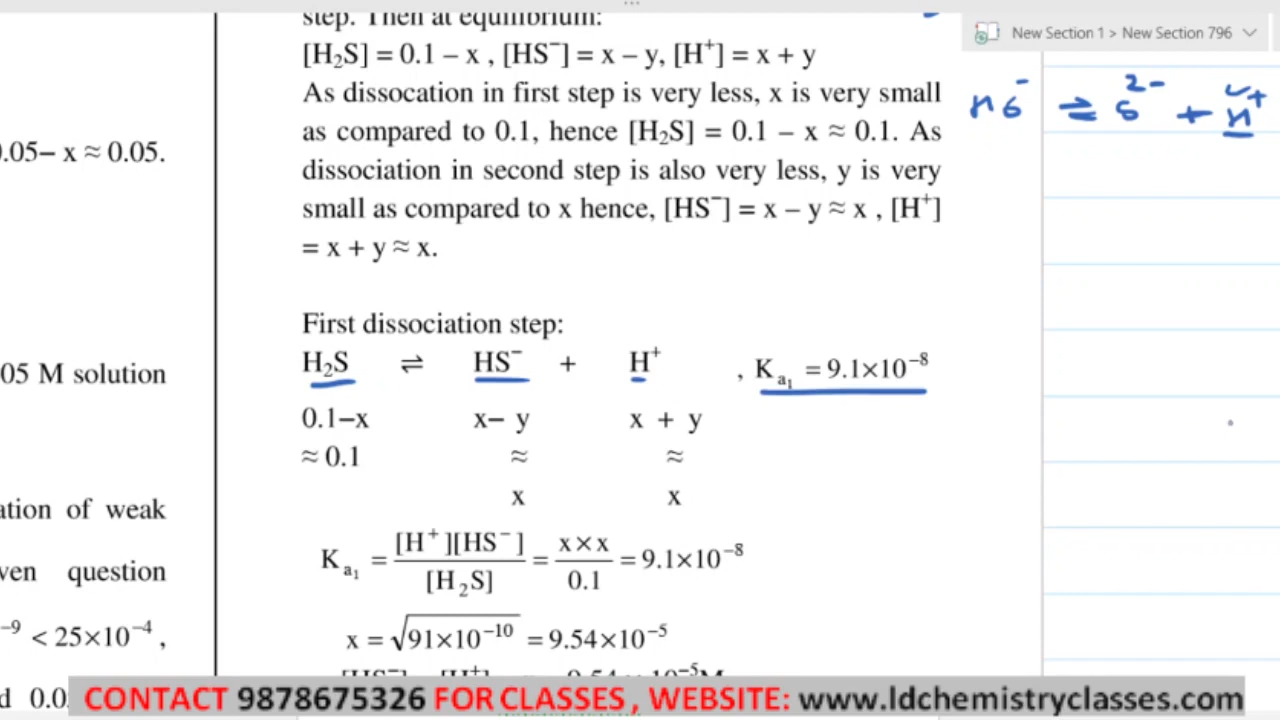 step. Then at equilibrium:
[H₂S] = 0.1 – x , [HS⁻] = x – y, [H⁺] = x + y
As dissocation in first step is very less, x is very small
as compared to 0.1, hence [H₂S] = 0.1 – x ≈ 0.1. As
dissociation in second step is also very less, y is very
small as compared to x hence, [HS⁻] = x – y ≈ x , [H⁺]
= x + y ≈ x.
First dissociation step:
H₂S ⇌ HS⁻ + H⁺ , Kₐ₁ = 9.1×10⁻⁸
0.1–x x– y x + y
≈ 0.1 ≈ ≈
x x
Kₐ₁ = [H⁺][HS⁻] / [H₂S] = x × x / 0.1 = 9.1×10⁻⁸
x = √91×10⁻¹⁰ = 9.54×10⁻⁵
0.05– x ≈ 0.05.
05 M solution
ation of weak
ven question
⁻⁹ < 25×10⁻⁴ ,
d 0.0
New Section 1 > New Section 796
HS⁻ ⇌ S²⁻ + H⁺
CONTACT 9878675326 FOR CLASSES , WEBSITE: www.ldchemistryclasses.com